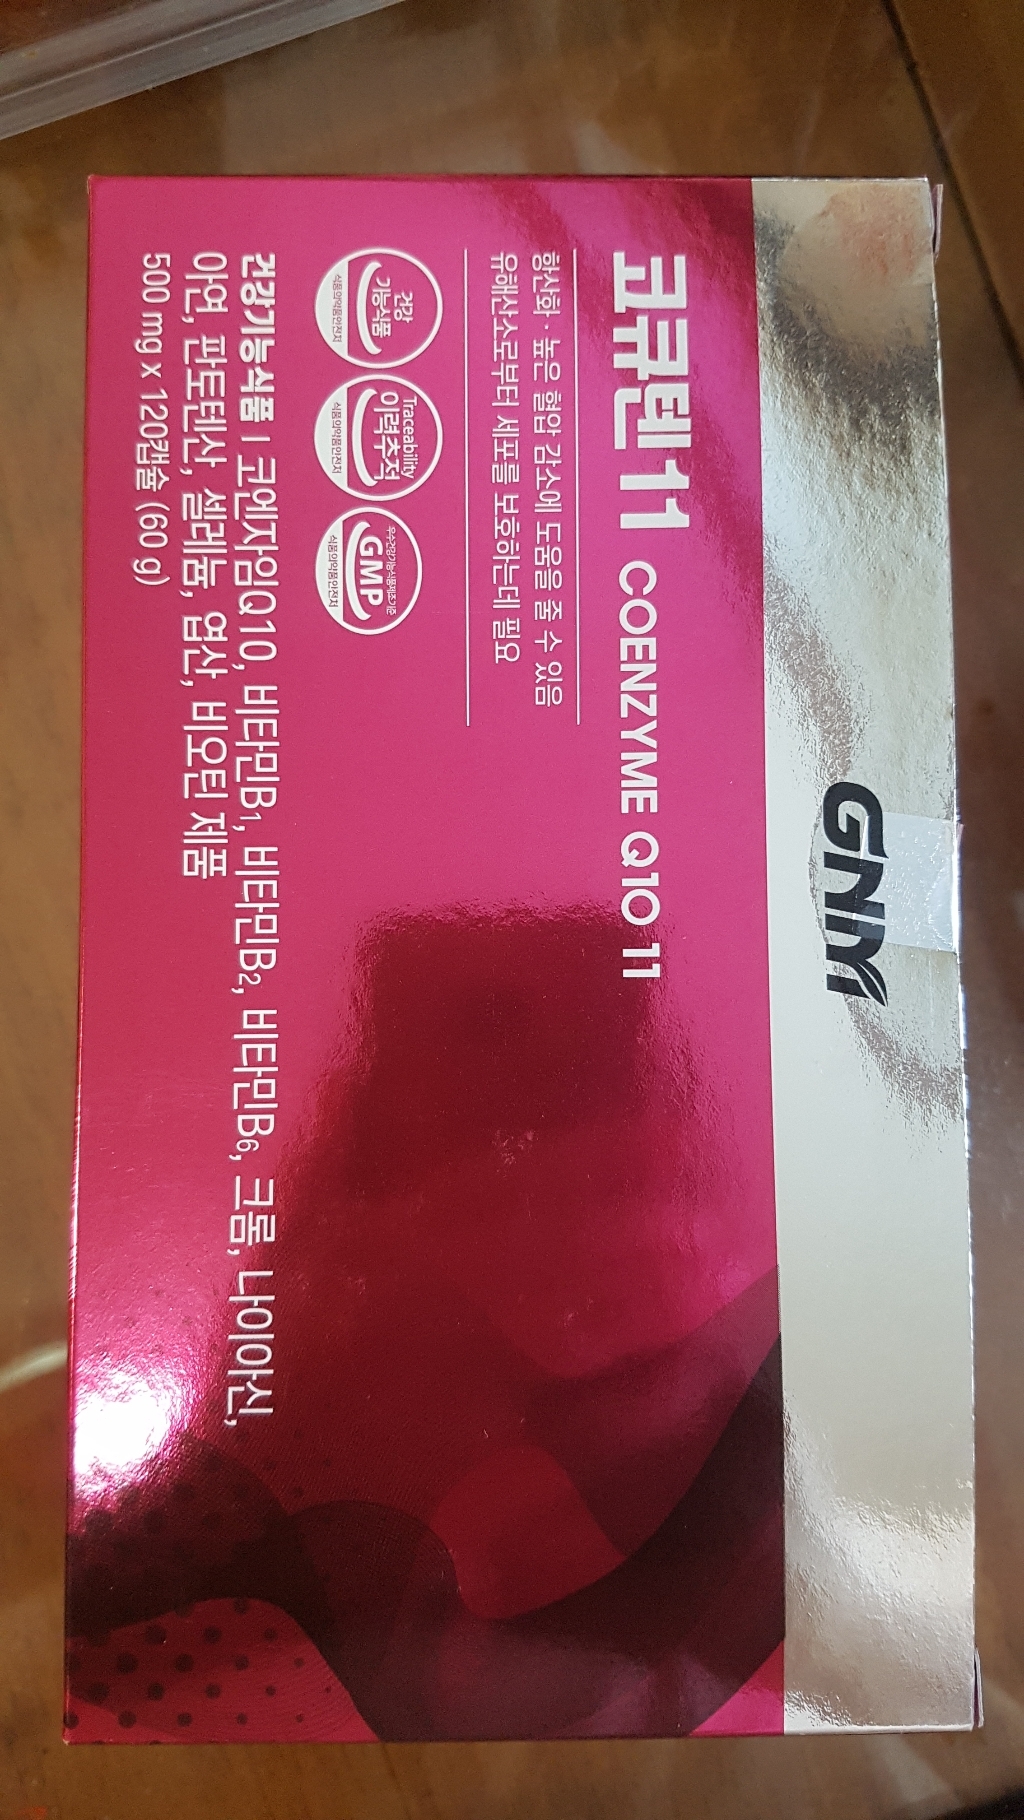 GNM
코큐텐 11 COENZYME Q10 11
항산화·높은 혈압 감소에 도움을 줄 수 있음
유해산소로부터 세포를 보호하는데 필요
건강
기능식품
식품의약품안전처
Traceability
이력추적
식품의약품안전처
우수건강기능식품제조기준
GMP
식품의약품안전처
건강기능식품 | 코엔자임Q10, 비타민B1, 비타민B2, 비타민B6, 크롬, 나이아신,
아연, 판토텐산, 셀레늄, 엽산, 비오틴 제품
500 mg x 120캡슐 (60 g)